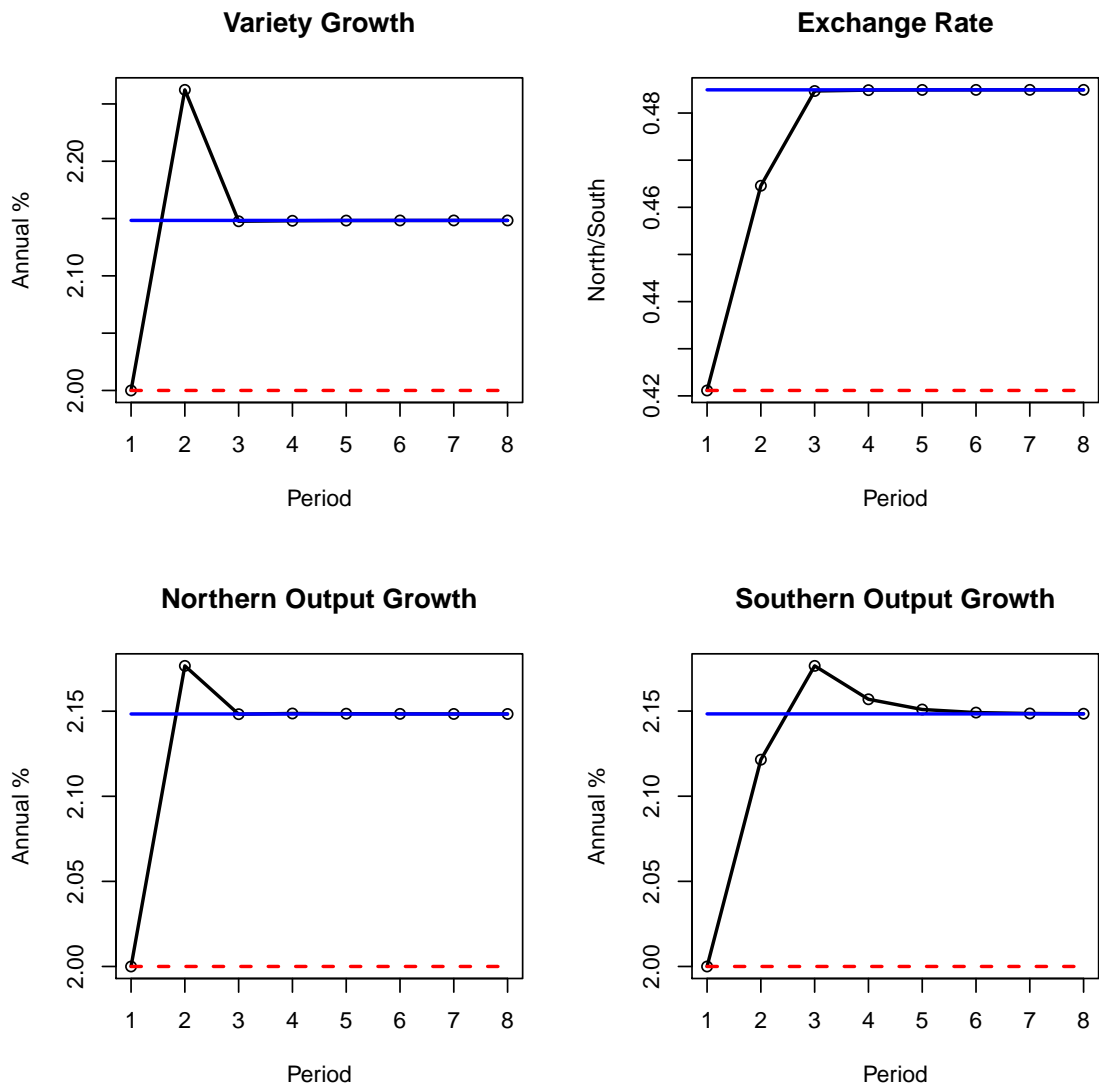 Variety Growth
Annual %
2.00
2.10
2.20
1 2 3 4 5 6 7 8
Period
Exchange Rate
North/South
0.42
0.44
0.46
0.48
1 2 3 4 5 6 7 8
Period
Northern Output Growth
Annual %
2.00
2.05
2.10
2.15
1 2 3 4 5 6 7 8
Period
Southern Output Growth
Annual %
2.00
2.05
2.10
2.15
1 2 3 4 5 6 7 8
Period